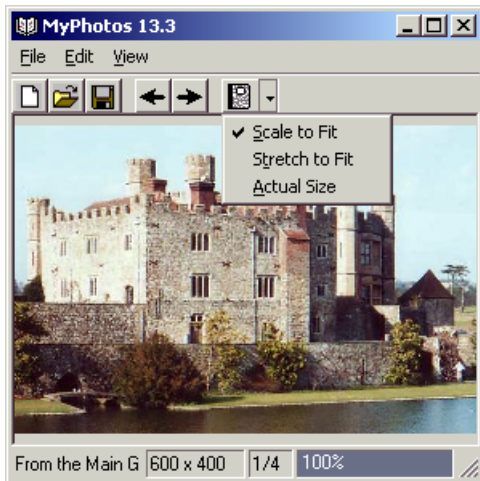 MyPhotos 13.3
File Edit View
Scale to Fit
Stretch to Fit
Actual Size
From the Main G 600 x 400 1/4 100%